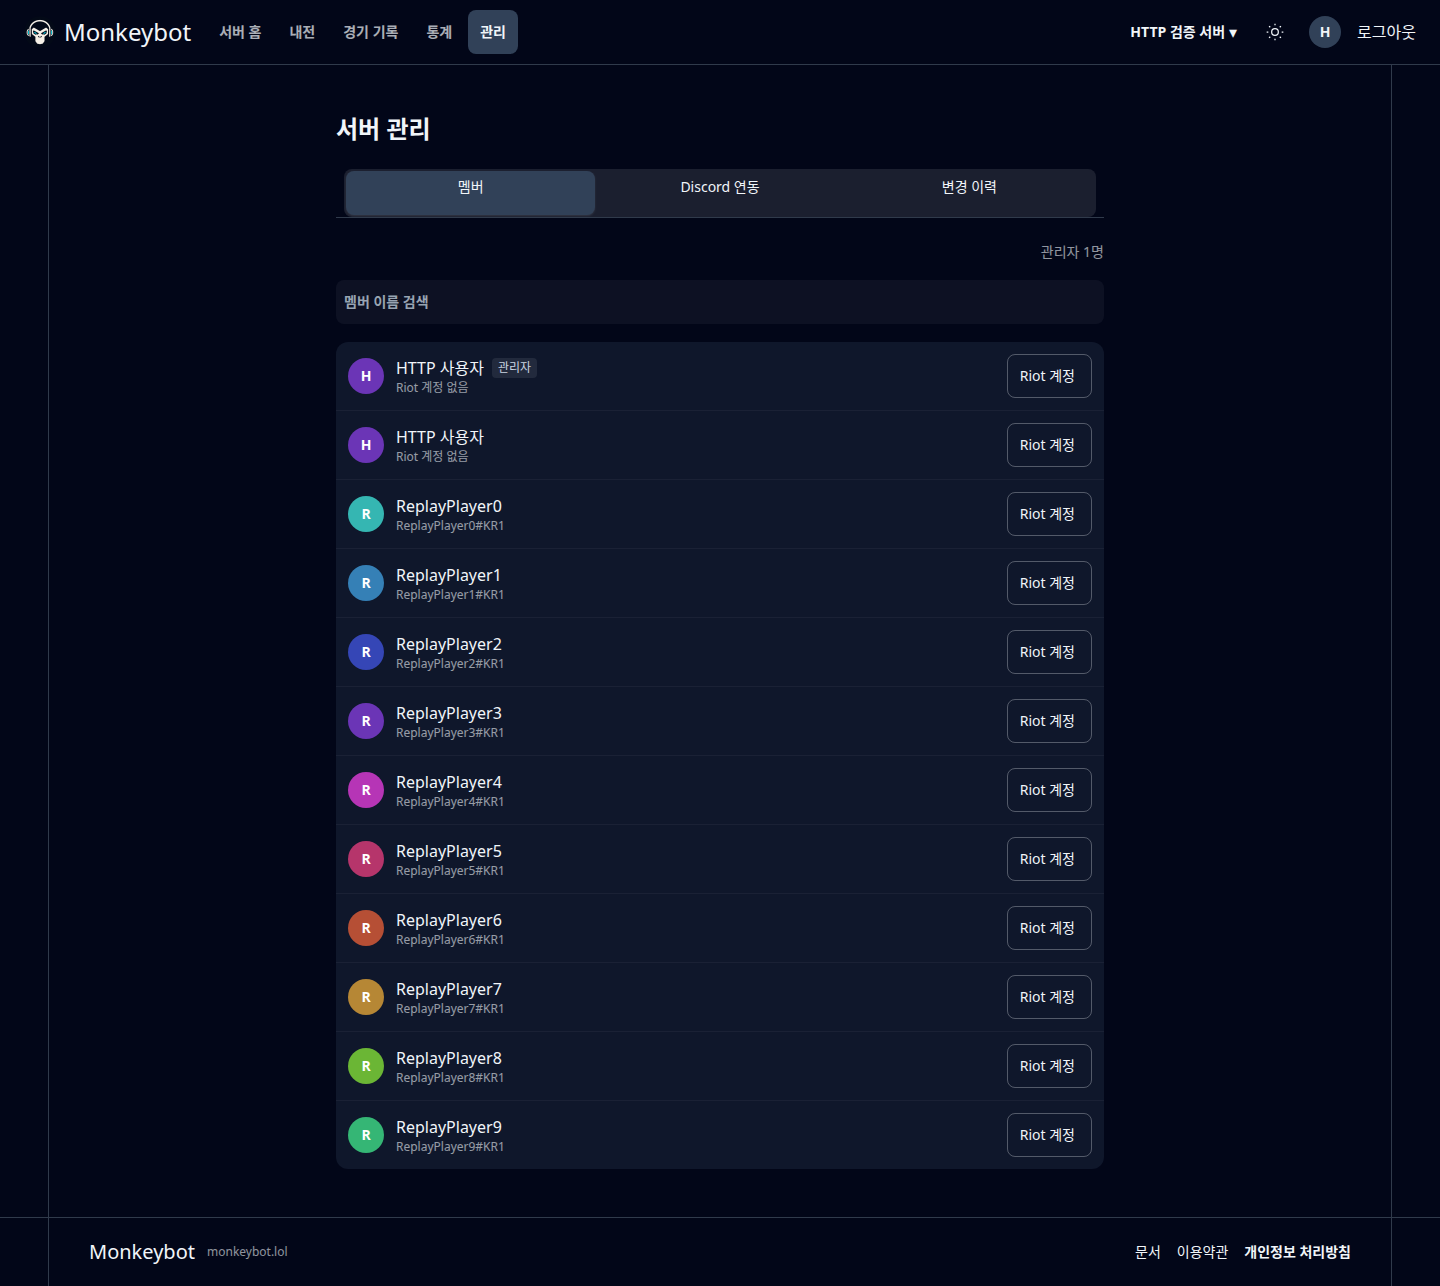 Monkeybot 서버 홈 내전 경기 기록 통계 관리 HTTP 검증 서버 ▾ H 로그아웃
서버 관리
멤버 Discord 연동 변경 이력
관리자 1명
멤버 이름 검색
H HTTP 사용자 관리자 Riot 계정
Riot 계정 없음
H HTTP 사용자 Riot 계정
Riot 계정 없음
R ReplayPlayer0 Riot 계정
ReplayPlayer0#KR1
R ReplayPlayer1 Riot 계정
ReplayPlayer1#KR1
R ReplayPlayer2 Riot 계정
ReplayPlayer2#KR1
R ReplayPlayer3 Riot 계정
ReplayPlayer3#KR1
R ReplayPlayer4 Riot 계정
ReplayPlayer4#KR1
R ReplayPlayer5 Riot 계정
ReplayPlayer5#KR1
R ReplayPlayer6 Riot 계정
ReplayPlayer6#KR1
R ReplayPlayer7 Riot 계정
ReplayPlayer7#KR1
R ReplayPlayer8 Riot 계정
ReplayPlayer8#KR1
R ReplayPlayer9 Riot 계정
ReplayPlayer9#KR1
Monkeybot monkeybot.lol 문서 이용약관 개인정보 처리방침